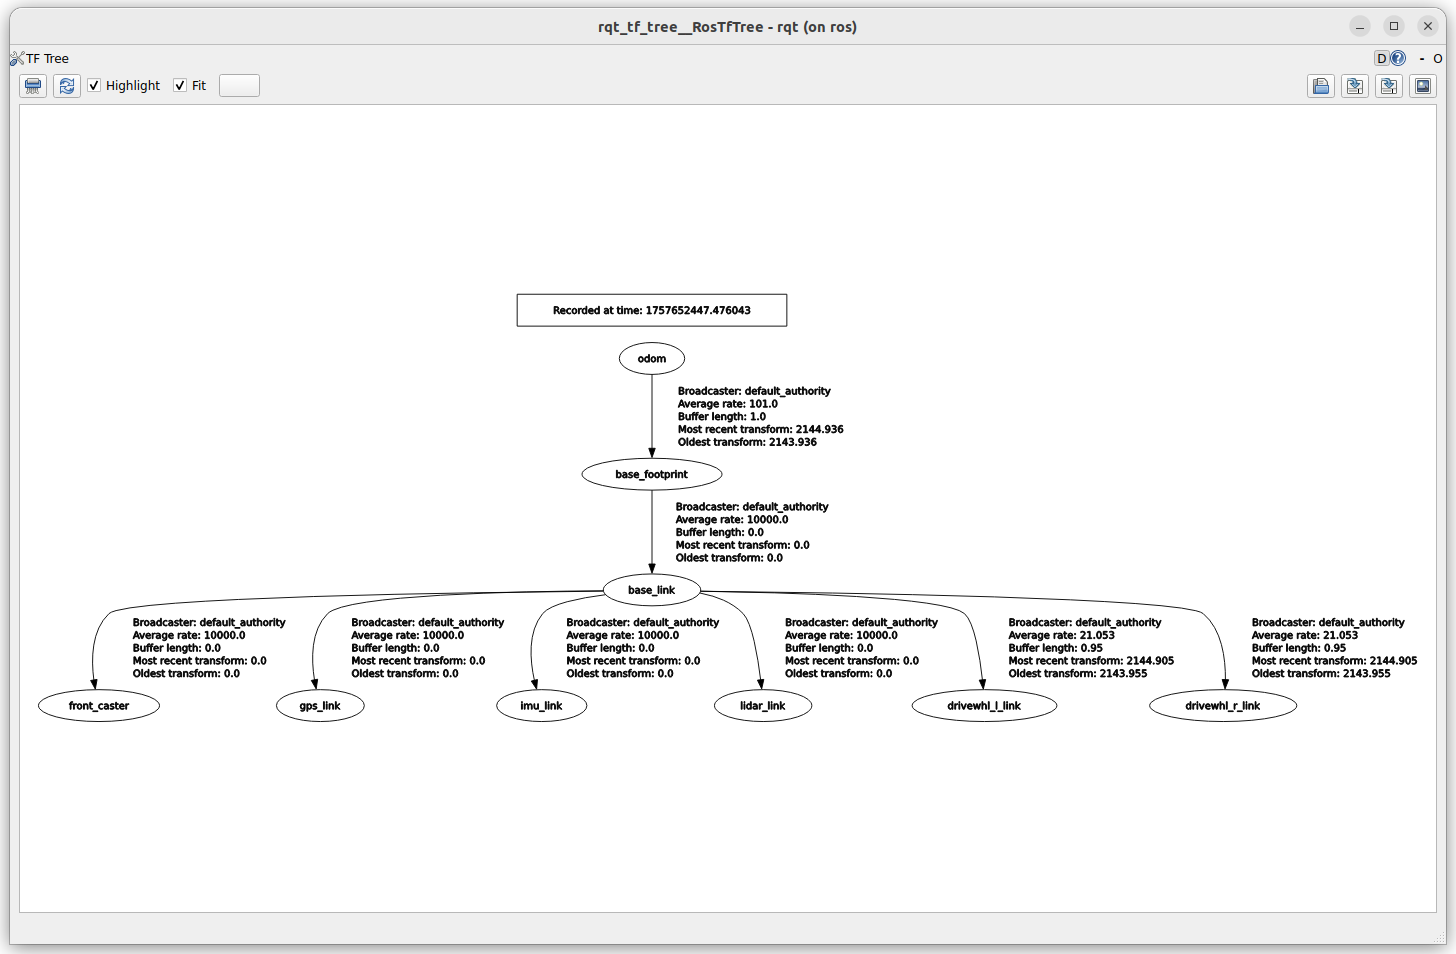 rqt_tf_tree__RosTfTree - rqt (on ros)
TF Tree
D
- O
Highlight
Fit
Recorded at time: 1757652447.476043
odom
Broadcaster: default_authority
Average rate: 101.0
Buffer length: 1.0
Most recent transform: 2144.936
Oldest transform: 2143.936
base_footprint
Broadcaster: default_authority
Average rate: 10000.0
Buffer length: 0.0
Most recent transform: 0.0
Oldest transform: 0.0
base_link
Broadcaster: default_authority
Average rate: 10000.0
Buffer length: 0.0
Most recent transform: 0.0
Oldest transform: 0.0
Broadcaster: default_authority
Average rate: 10000.0
Buffer length: 0.0
Most recent transform: 0.0
Oldest transform: 0.0
Broadcaster: default_authority
Average rate: 10000.0
Buffer length: 0.0
Most recent transform: 0.0
Oldest transform: 0.0
Broadcaster: default_authority
Average rate: 10000.0
Buffer length: 0.0
Most recent transform: 0.0
Oldest transform: 0.0
Broadcaster: default_authority
Average rate: 21.053
Buffer length: 0.95
Most recent transform: 2144.905
Oldest transform: 2143.955
Broadcaster: default_authority
Average rate: 21.053
Buffer length: 0.95
Most recent transform: 2144.905
Oldest transform: 2143.955
front_caster
gps_link
imu_link
lidar_link
drivewhl_l_link
drivewhl_r_link